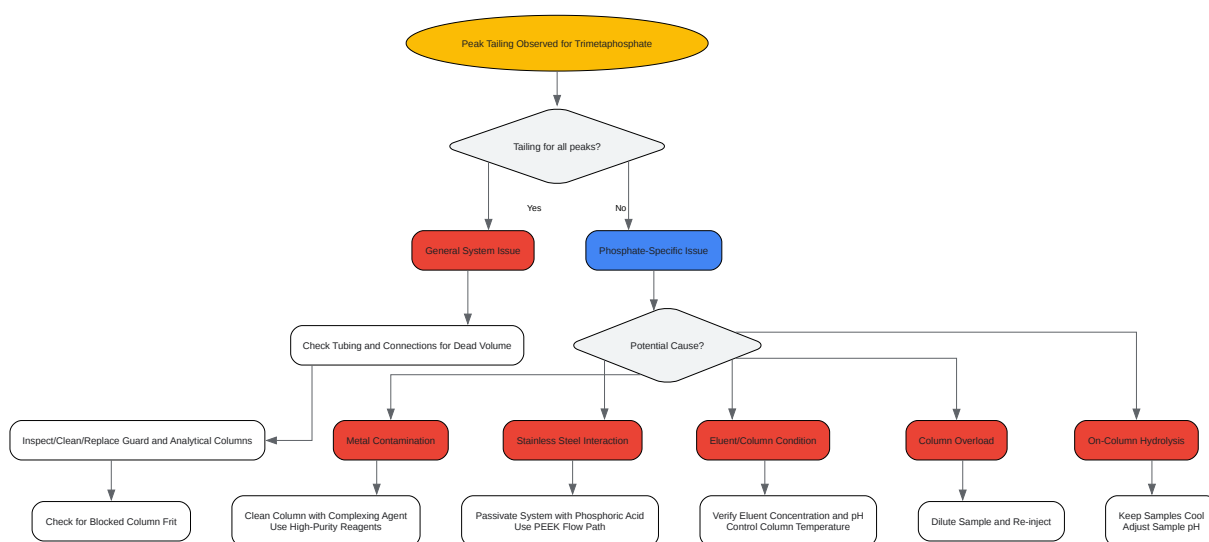 Peak Tailing Observed for Trimetaphosphate
Tailing for all peaks?
Yes
No
General System Issue
Phosphate-Specific Issue
Check Tubing and Connections for Dead Volume
Potential Cause?
Inspect/Clean/Replace Guard and Analytical Columns
Metal Contamination
Stainless Steel Interaction
Eluent/Column Condition
Column Overload
On-Column Hydrolysis
Check for Blocked Column Frit
Clean Column with Complexing Agent
Use High-Purity Reagents
Passivate System with Phosphoric Acid
Use PEEK Flow Path
Verify Eluent Concentration and pH
Control Column Temperature
Dilute Sample and Re-inject
Keep Samples Cool
Adjust Sample pH